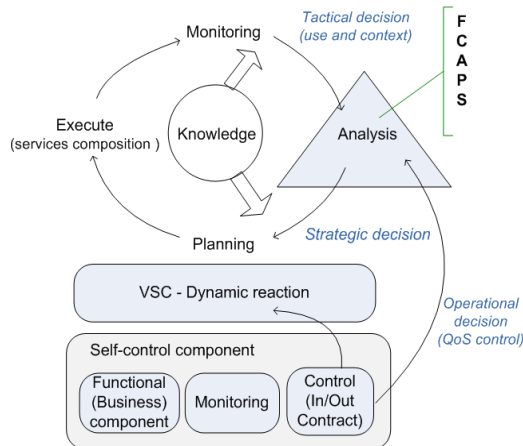 Monitoring
Tactical decision
(use and context)
F
C
A
P
S
Execute
(services composition )
Knowledge
Analysis
Planning
Strategic decision
VSC - Dynamic reaction
Operational
decision
(QoS control)
Self-control component
Functional
(Business)
component
Monitoring
Control
(In/Out
Contract)